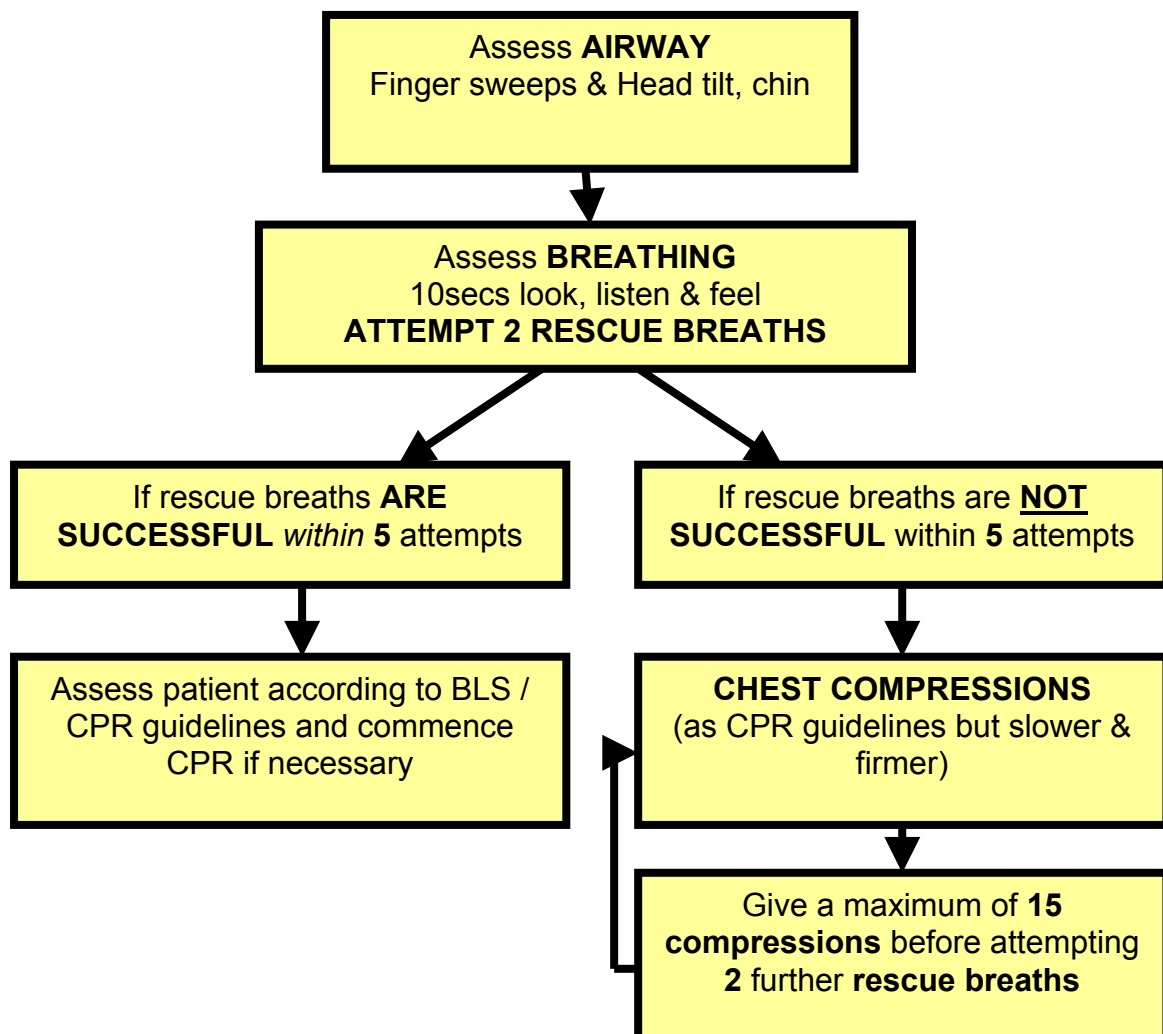 Assess AIRWAY
Finger sweeps & Head tilt, chin
Assess BREATHING
10secs look, listen & feel
ATTEMPT 2 RESCUE BREATHS
If rescue breaths ARE
SUCCESSFUL within 5 attempts
If rescue breaths are NOT
SUCCESSFUL within 5 attempts
Assess patient according to BLS /
CPR guidelines and commence
CPR if necessary
CHEST COMPRESSIONS
(as CPR guidelines but slower &
firmer)
Give a maximum of 15
compressions before attempting
2 further rescue breaths